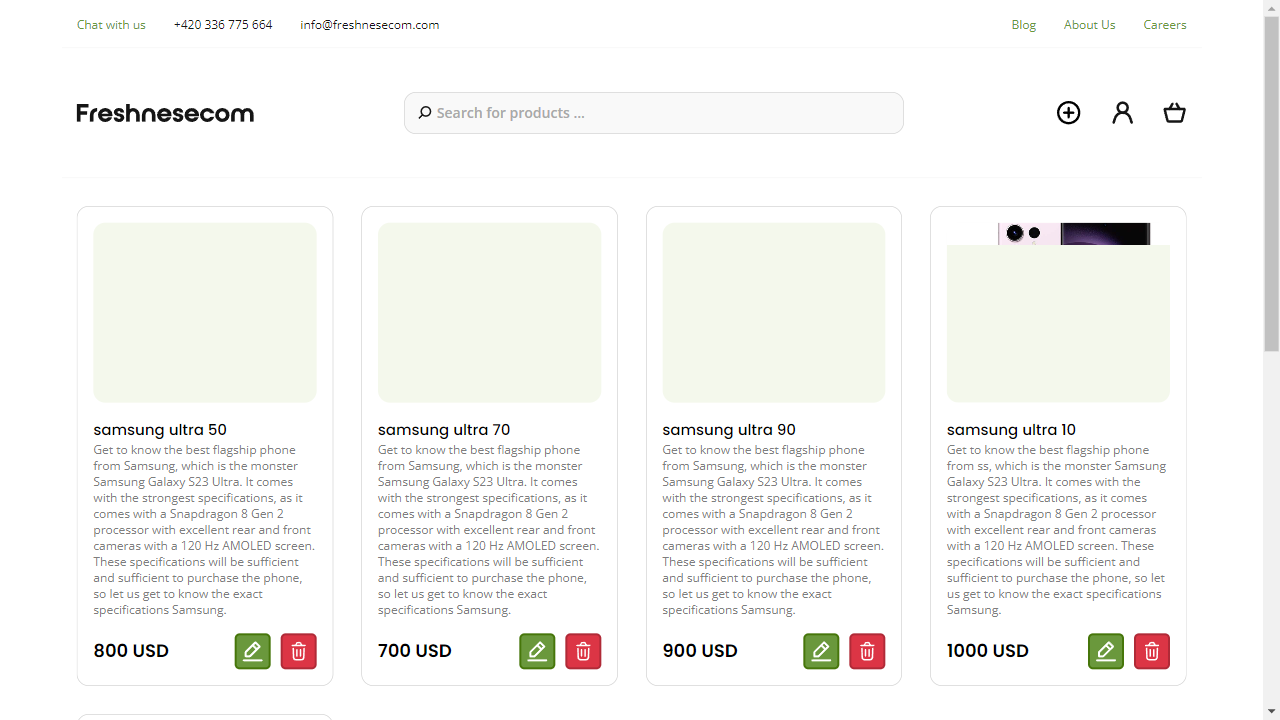 Chat with us +420 336 775 664 info@freshnesecom.com Blog About Us Careers
Freshnesecom
Search for products ...
samsung ultra 50
Get to know the best flagship phone
from Samsung, which is the monster
Samsung Galaxy S23 Ultra. It comes
with the strongest specifications, as it
comes with a Snapdragon 8 Gen 2
processor with excellent rear and front
cameras with a 120 Hz AMOLED screen.
These specifications will be sufficient
and sufficient to purchase the phone,
so let us get to know the exact
specifications Samsung.
800 USD
samsung ultra 70
Get to know the best flagship phone
from Samsung, which is the monster
Samsung Galaxy S23 Ultra. It comes
with the strongest specifications, as it
comes with a Snapdragon 8 Gen 2
processor with excellent rear and front
cameras with a 120 Hz AMOLED screen.
These specifications will be sufficient
and sufficient to purchase the phone,
so let us get to know the exact
specifications Samsung.
700 USD
samsung ultra 90
Get to know the best flagship phone
from Samsung, which is the monster
Samsung Galaxy S23 Ultra. It comes
with the strongest specifications, as it
comes with a Snapdragon 8 Gen 2
processor with excellent rear and front
cameras with a 120 Hz AMOLED screen.
These specifications will be sufficient
and sufficient to purchase the phone,
so let us get to know the exact
specifications Samsung.
900 USD
samsung ultra 10
Get to know the best flagship phone
from ss, which is the monster Samsung
Galaxy S23 Ultra. It comes with the
strongest specifications, as it comes
with a Snapdragon 8 Gen 2 processor
with excellent rear and front cameras
with a 120 Hz AMOLED screen. These
specifications will be sufficient and
sufficient to purchase the phone, so let
us get to know the exact specifications
Samsung.
1000 USD